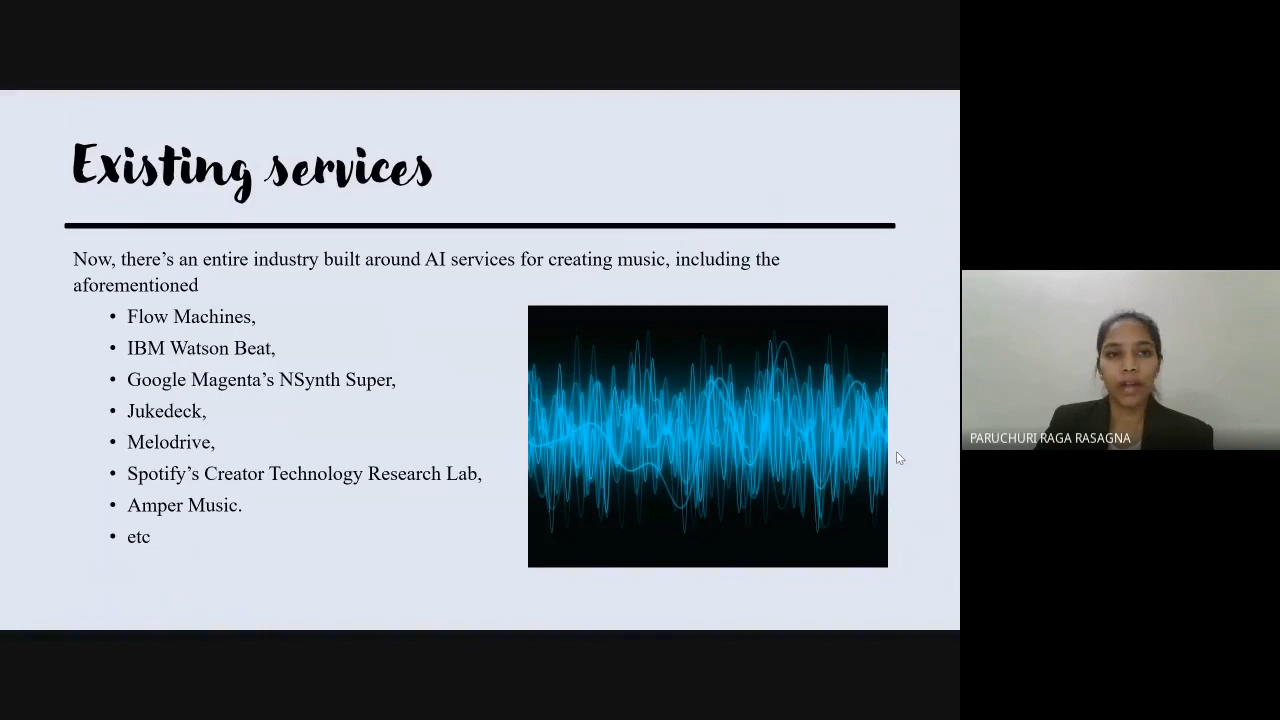 Existing services
Now, there’s an entire industry built around AI services for creating music, including the
aforementioned
• Flow Machines,
• IBM Watson Beat,
• Google Magenta’s NSynth Super,
• Jukedeck,
• Melodrive,
• Spotify’s Creator Technology Research Lab,
• Amper Music.
• etc
PARUCHURI RAGA RASAGNA